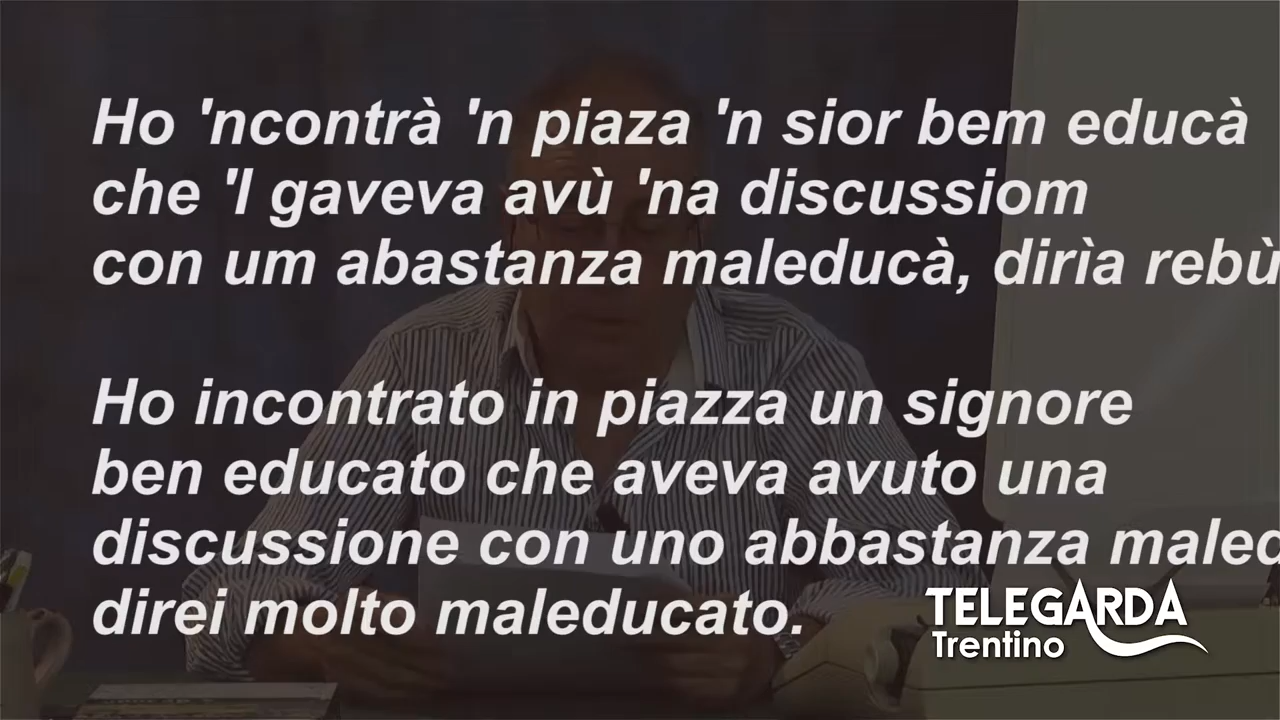 Ho 'ncontrà 'n piaza 'n sior bem educà
che 'l gaveva avù 'na discussiom
con um abastanza maleducà, dirìa rebù
Ho incontrato in piazza un signore
ben educato che aveva avuto una
discussione con uno abbastanza maled
direi molto maleducato.
TELEGARDA
Trentino